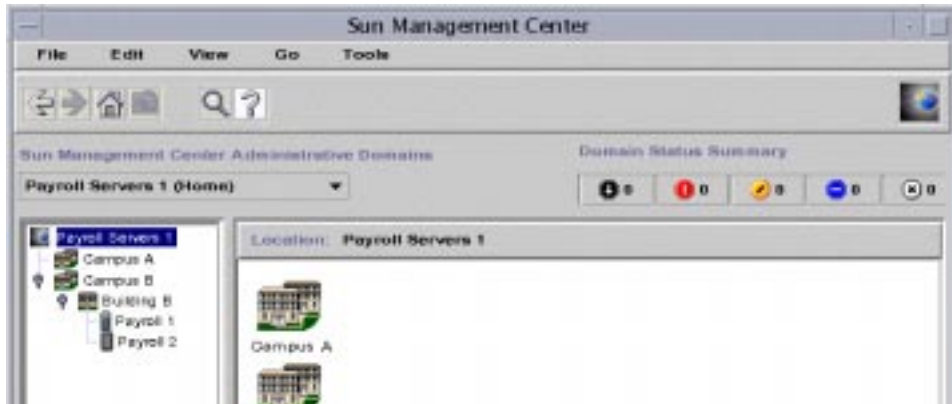 Sun Management Center
File Edit View Go Tools
Sun Management Center Administrative Domains
Domain Status Summary
Payroll Servers 1 (Home)
0 0 0 0 0
Payroll Servers 1
Campus A
Campus B
Building B
Payroll 1
Payroll 2
Location: Payroll Servers 1
Campus A